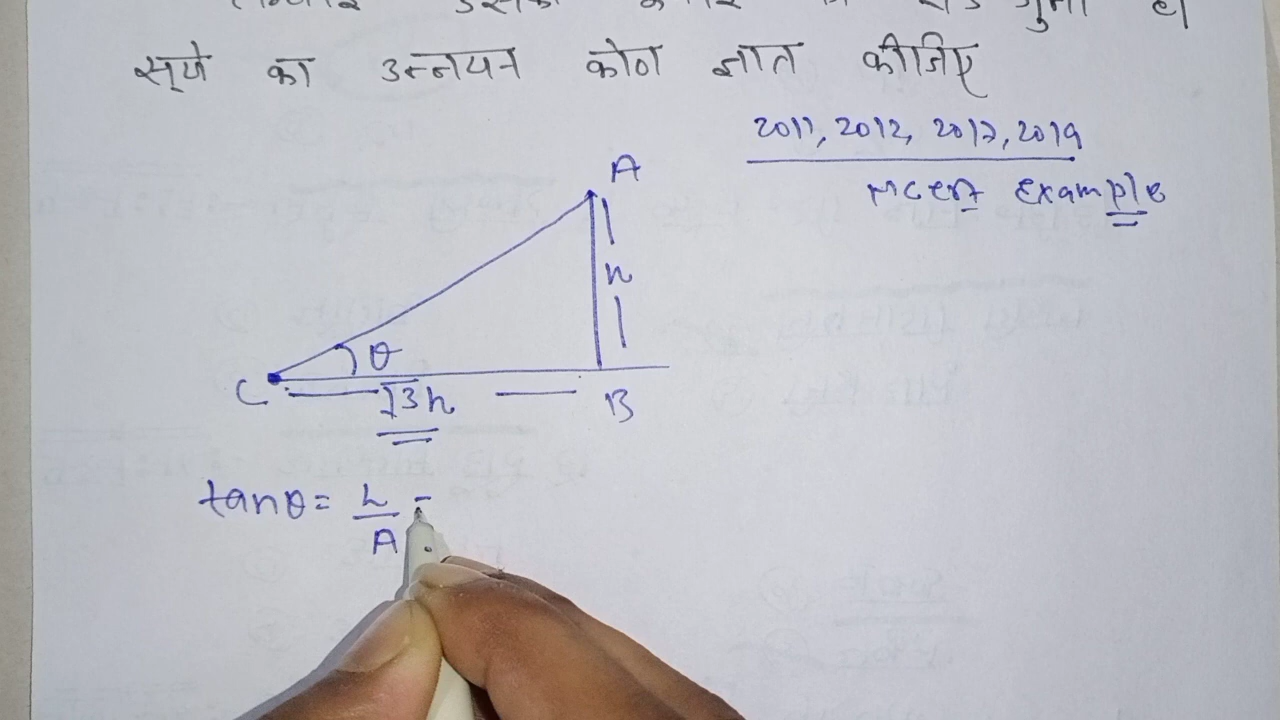 सूर्य का उन्नयन कोण ज्ञात कीजिए
2011, 2012, 2017, 2019
NCERT Example
A
h
θ
C √3h B
tanθ = L/A =